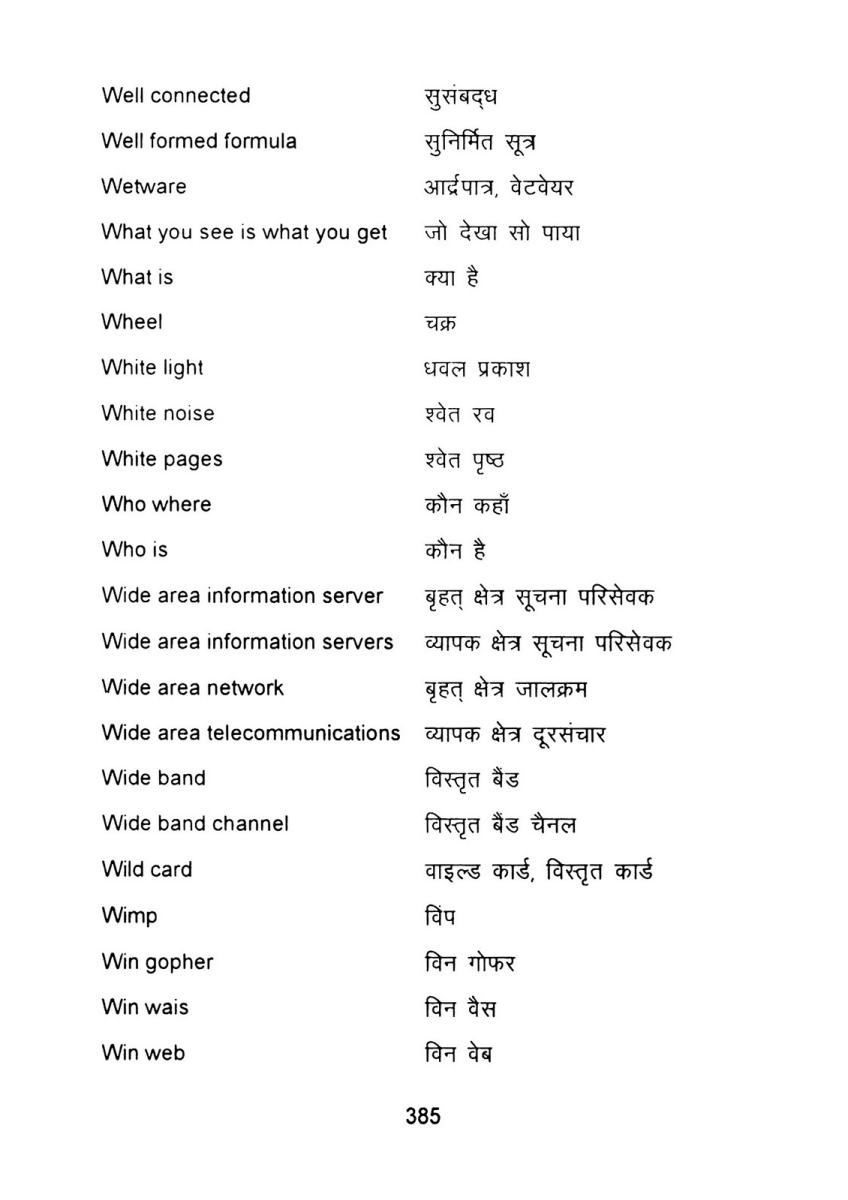 Well connected सुसंबद्ध
Well formed formula सुनिर्मित सूत्र
Wetware आर्द्रपात्र, वेटवेयर
What you see is what you get जो देखा सो पाया
What is क्या है
Wheel चक्र
White light धवल प्रकाश
White noise श्वेत रव
White pages श्वेत पृष्ठ
Who where कौन कहाँ
Who is कौन है
Wide area information server बृहत् क्षेत्र सूचना परिसेवक
Wide area information servers व्यापक क्षेत्र सूचना परिसेवक
Wide area network बृहत् क्षेत्र जालक्रम
Wide area telecommunications व्यापक क्षेत्र दूरसंचार
Wide band विस्तृत बैंड
Wide band channel विस्तृत बैंड चैनल
Wild card वाइल्ड कार्ड, विस्तृत कार्ड
Wimp विंप
Win gopher विन गोफर
Win wais विन वैस
Win web विन वेब
385